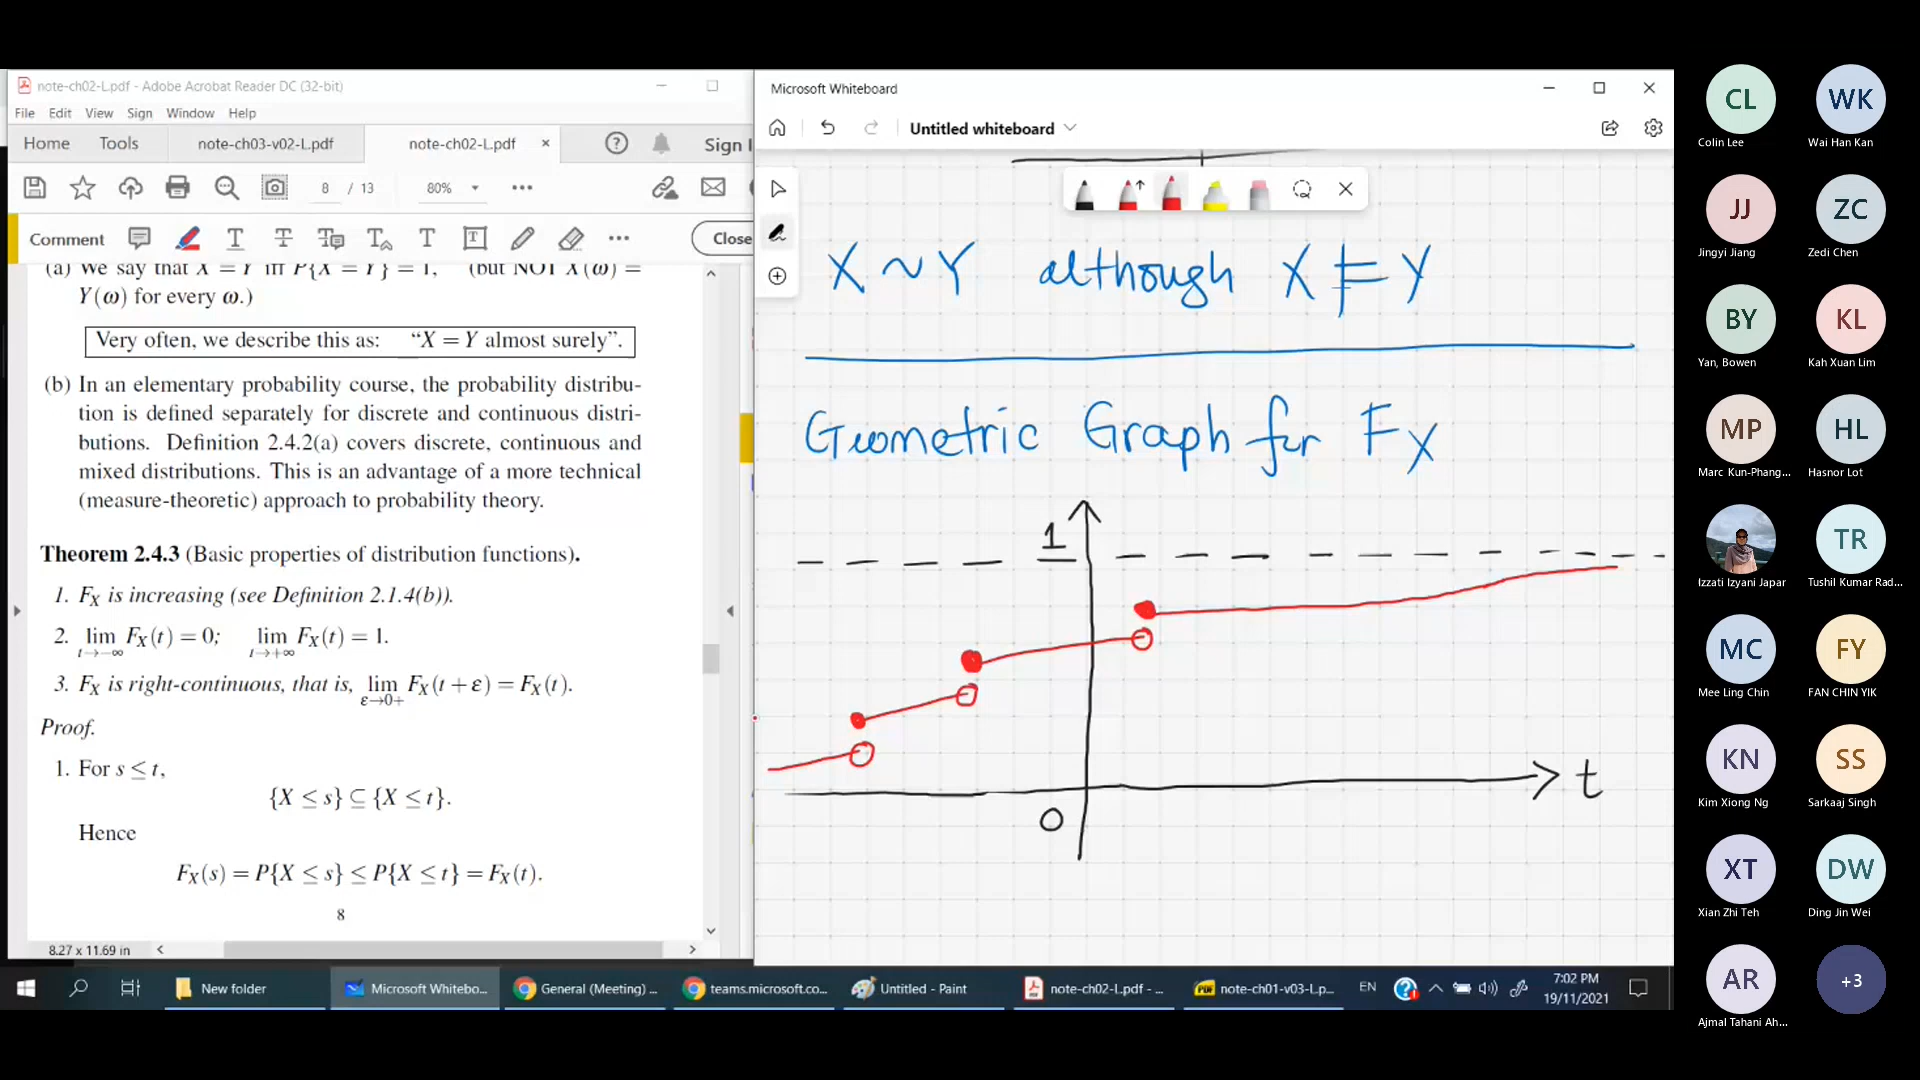 note-ch02-L.pdf - Adobe Acrobat Reader DC (32-bit)
File Edit View Sign Window Help
Home Tools note-ch03-v02-L.pdf note-ch02-L.pdf × Sign I
8 / 13 80%
Comment Close
(a) We say that X = Y iff P{X = Y} = 1, (but NOT X(ω) =
Y(ω) for every ω.)
Very often, we describe this as: “X = Y almost surely”.
(b) In an elementary probability course, the probability distribu-
tion is defined separately for discrete and continuous distri-
butions. Definition 2.4.2(a) covers discrete, continuous and
mixed distributions. This is an advantage of a more technical
(measure-theoretic) approach to probability theory.
Theorem 2.4.3 (Basic properties of distribution functions).
1. F_X is increasing (see Definition 2.1.4(b)).
2. lim_{t→−∞} F_X(t) = 0; lim_{t→+∞} F_X(t) = 1.
3. F_X is right-continuous, that is, lim_{ε→0+} F_X(t + ε) = F_X(t).
Proof.
1. For s ≤ t,
{X ≤ s} ⊆ {X ≤ t}.
Hence
F_X(s) = P{X ≤ s} ≤ P{X ≤ t} = F_X(t).
8
8.27 x 11.69 in
Microsoft Whiteboard
Untitled whiteboard
X ~ Y although X ≠ Y
Geometric Graph for F_X
1
0
t
CL WK
Colin Lee Wai Han Kan
JJ ZC
Jingyi Jiang Zedi Chen
BY KL
Yan, Bowen Kah Xuan Lim
MP HL
Marc Kun-Phang... Hasnor Lot
TR
Izzati Izyani Japar Tushil Kumar Rad...
MC FY
Mee Ling Chin FAN CHIN YIK
KN SS
Kim Xiong Ng Sarkaaj Singh
XT DW
Xian Zhi Teh Ding Jin Wei
AR +3
Ajmal Tahani Ah...
New folder Microsoft Whitebo... General (Meeting) ... teams.microsoft.co... Untitled - Paint note-ch02-L.pdf - ... note-ch01-v03-L.p... EN 7:02 PM
19/11/2021